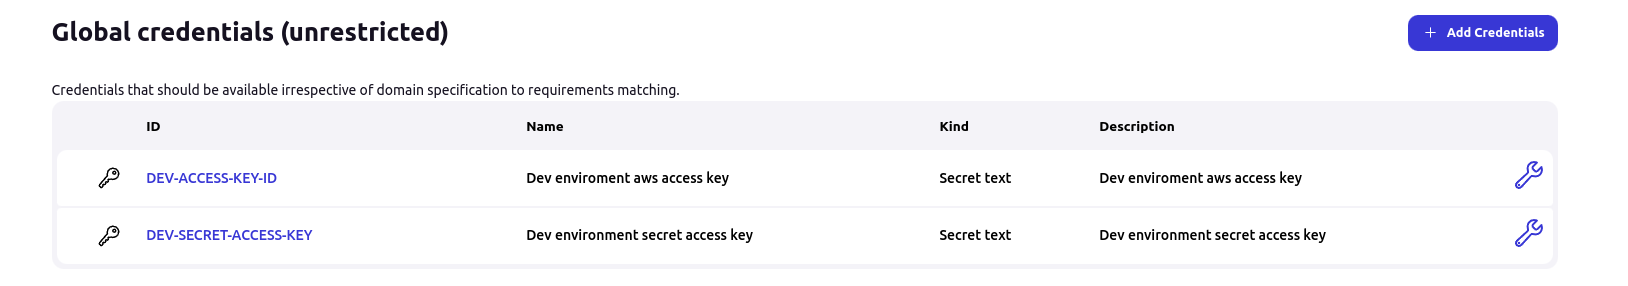 Global credentials (unrestricted)
Add Credentials
Credentials that should be available irrespective of domain specification to requirements matching.
ID Name Kind Description
DEV-ACCESS-KEY-ID Dev enviroment aws access key Secret text Dev enviroment aws access key
DEV-SECRET-ACCESS-KEY Dev environment secret access key Secret text Dev environment secret access key